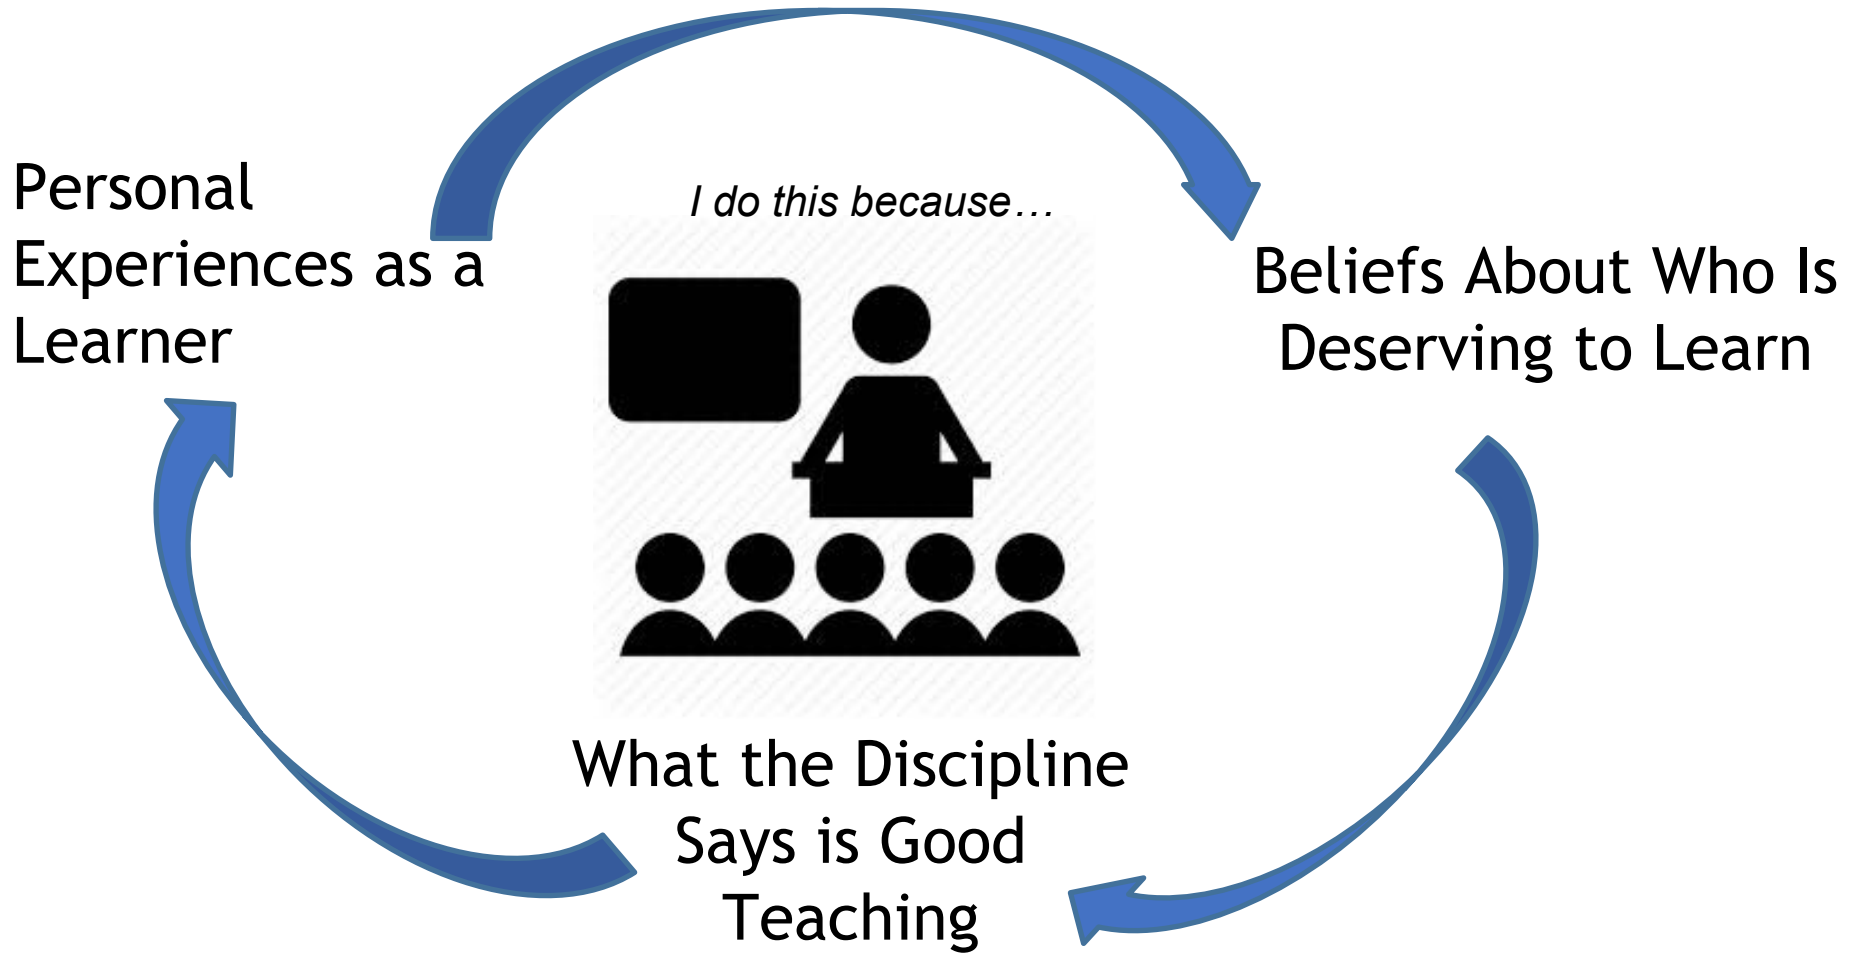 I do this because…
Personal
Experiences as a
Learner
Beliefs About Who Is
Deserving to Learn
What the Discipline
Says is Good
Teaching